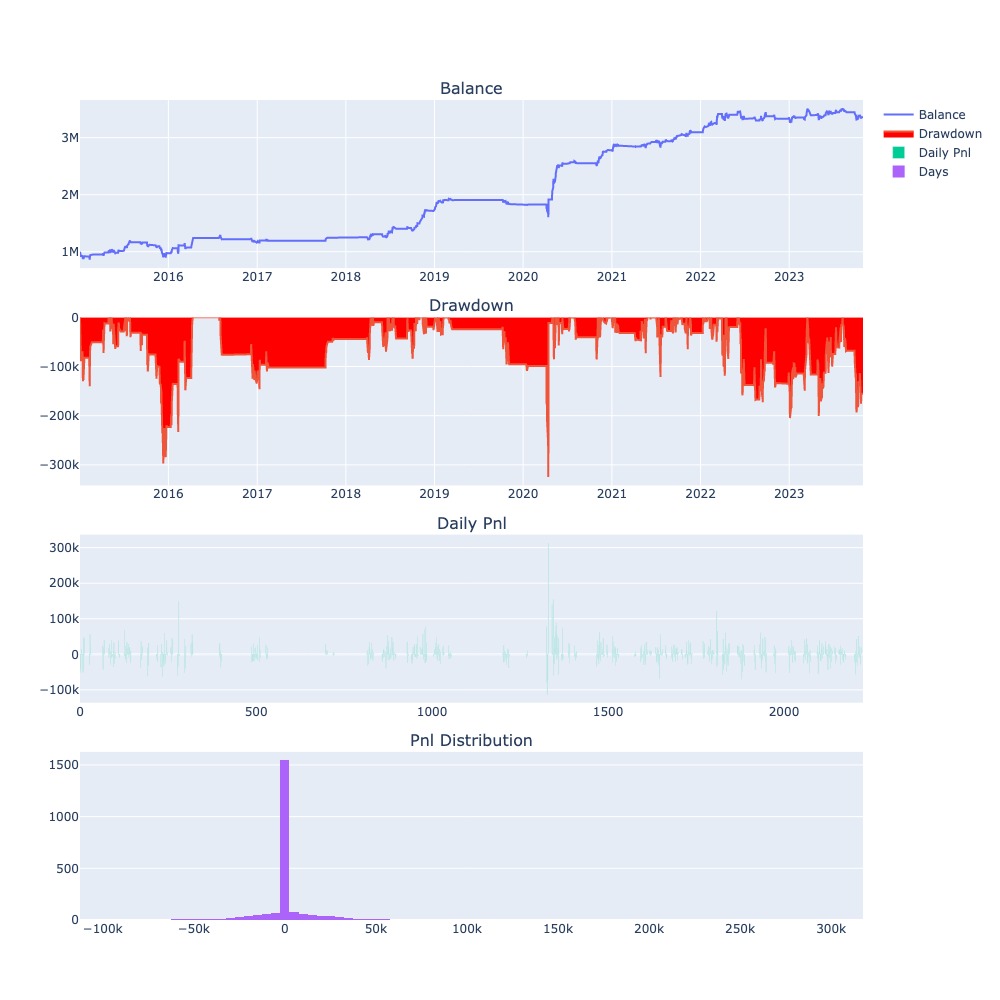 Balance
3M
2M
1M
2016 2017 2018 2019 2020 2021 2022 2023
Balance
Drawdown
Daily Pnl
Days
Drawdown
0
−100k
−200k
−300k
2016 2017 2018 2019 2020 2021 2022 2023
Daily Pnl
300k
200k
100k
0
−100k
0 500 1000 1500 2000
Pnl Distribution
1500
1000
500
0
−100k −50k 0 50k 100k 150k 200k 250k 300k